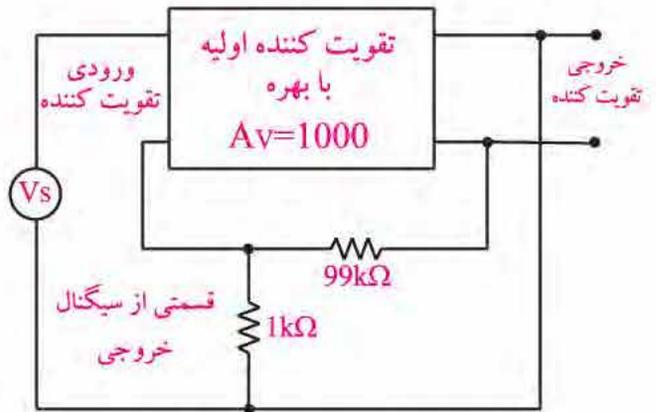 تقویت کننده اولیه
با بهره
Av=1000
ورودی
تقویت کننده
خروجی
تقویت کننده
Vs
99kΩ
1kΩ
قسمتی از سیگنال
خروجی